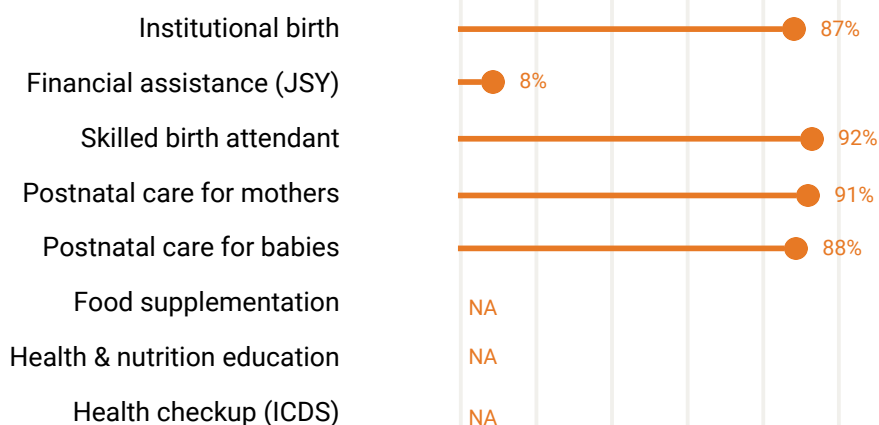 Institutional birth 87%
Financial assistance (JSY) 8%
Skilled birth attendant 92%
Postnatal care for mothers 91%
Postnatal care for babies 88%
Food supplementation NA
Health & nutrition education NA
Health checkup (ICDS) NA